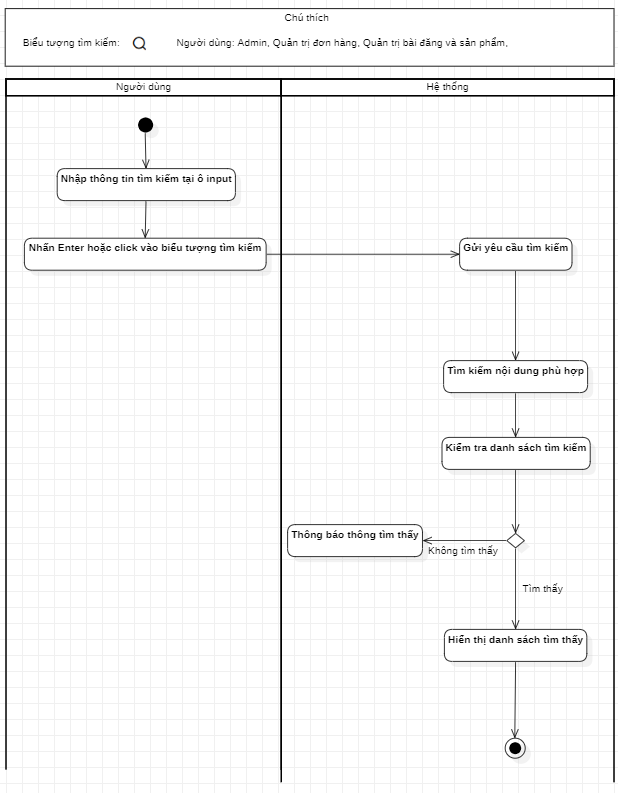 Chú thích
Biểu tượng tìm kiếm:
Người dùng: Admin, Quản trị đơn hàng, Quản trị bài đăng và sản phẩm,
Người dùng
Hệ thống
Nhập thông tin tìm kiếm tại ô input
Nhấn Enter hoặc click vào biểu tượng tìm kiếm
Gửi yêu cầu tìm kiếm
Tìm kiếm nội dung phù hợp
Kiểm tra danh sách tìm kiếm
Thông báo thông tìm thấy
Không tìm thấy
Tìm thấy
Hiển thị danh sách tìm thấy